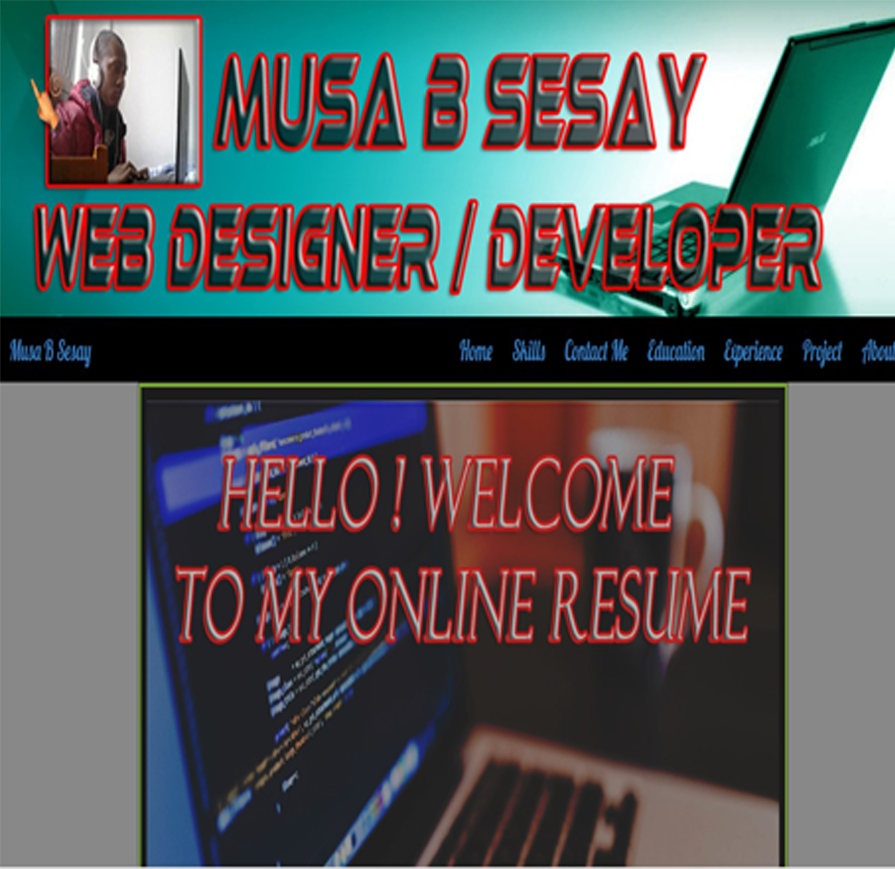 MUSA B SESAY
WEB DESIGNER / DEVELOPER
Musa B Sesay Home Skills Contact Me Education Experience Project About
HELLO ! WELCOME
TO MY ONLINE RESUME